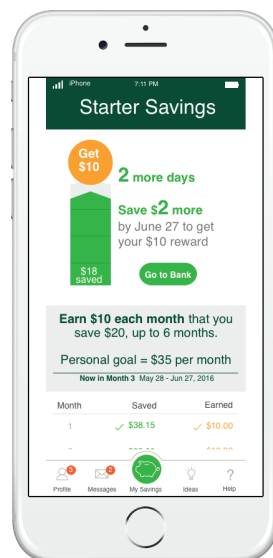 iPhone 7:11 PM
Starter Savings
Get
$10
2 more days
Save $2 more
by June 27 to get
your $10 reward
$18
saved
Go to Bank
Earn $10 each month that you
save $20, up to 6 months.
Personal goal = $35 per month
Now in Month 3 May 28 - Jun 27, 2016
Month Saved Earned
1 $38.15 $10.00
3 2
Profile Messages My Savings Ideas Help